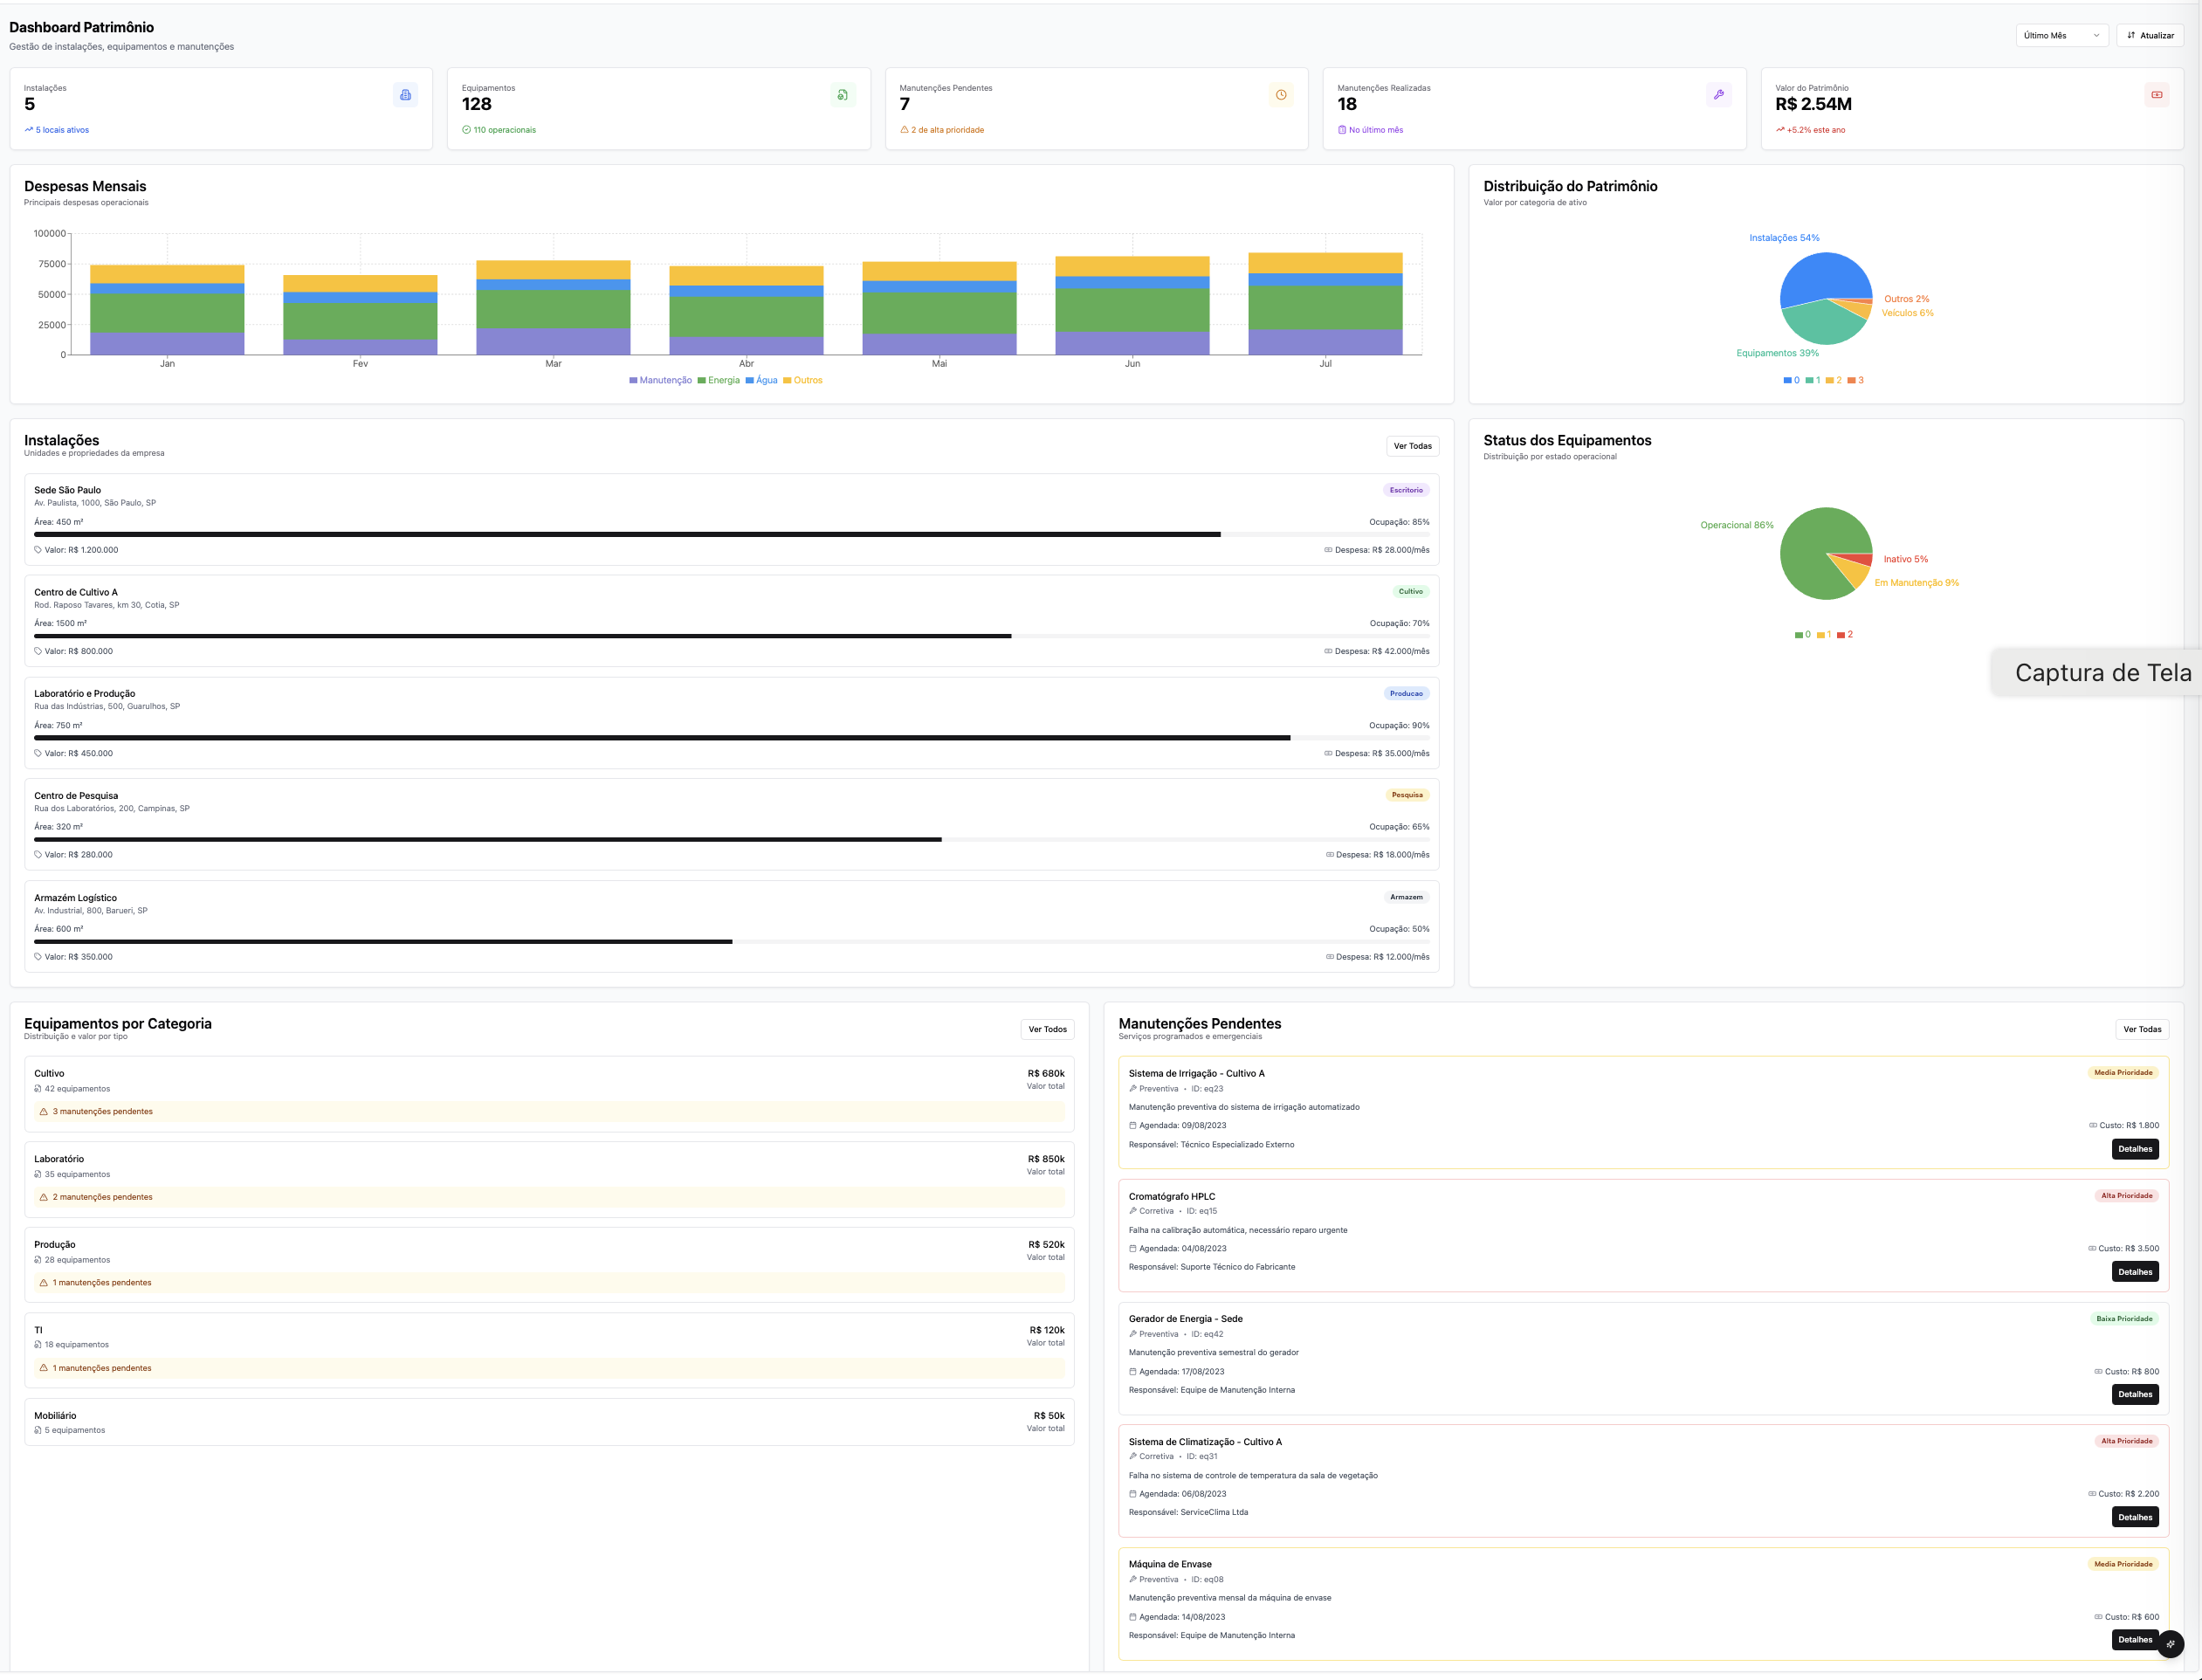 Dashboard Patrimônio
Gestão de instalações, equipamentos e manutenções
Último Mês
Atualizar
Instalações
5
5 locais ativos
Equipamentos
128
110 operacionais
Manutenções Pendentes
7
2 de alta prioridade
Manutenções Realizadas
18
No último mês
Valor do Patrimônio
R$ 2.54M
+5.2% este ano
Despesas Mensais
Principais despesas operacionais
100000
75000
50000
25000
0
Jan Fev Mar Abr Mai Jun Jul
Manutenção Energia Água Outros
Distribuição do Patrimônio
Valor por categoria de ativo
Instalações 54%
Outros 2%
Veículos 6%
Equipamentos 39%
0 1 2 3
Instalações
Unidades e propriedades da empresa
Ver Todas
Sede São Paulo
Escritorio
Av. Paulista, 1000, São Paulo, SP
Área: 450 m² Ocupação: 85%
Valor: R$ 1.200.000 Despesa: R$ 28.000/mês
Centro de Cultivo A
Cultivo
Rod. Raposo Tavares, km 30, Cotia, SP
Área: 1500 m² Ocupação: 70%
Valor: R$ 800.000 Despesa: R$ 42.000/mês
Laboratório e Produção
Producao
Rua das Indústrias, 500, Guarulhos, SP
Área: 750 m² Ocupação: 90%
Valor: R$ 450.000 Despesa: R$ 35.000/mês
Centro de Pesquisa
Pesquisa
Rua dos Laboratórios, 200, Campinas, SP
Área: 320 m² Ocupação: 65%
Valor: R$ 280.000 Despesa: R$ 18.000/mês
Armazém Logístico
Armazem
Av. Industrial, 800, Barueri, SP
Área: 600 m² Ocupação: 50%
Valor: R$ 350.000 Despesa: R$ 12.000/mês
Status dos Equipamentos
Distribuição por estado operacional
Operacional 86%
Inativo 5%
Em Manutenção 9%
0 1 2
Captura de Tela
Equipamentos por Categoria
Distribuição e valor por tipo
Ver Todos
Cultivo R$ 680k
42 equipamentos Valor total
3 manutenções pendentes
Laboratório R$ 850k
35 equipamentos Valor total
2 manutenções pendentes
Produção R$ 520k
28 equipamentos Valor total
1 manutenções pendentes
TI R$ 120k
18 equipamentos Valor total
1 manutenções pendentes
Mobiliário R$ 50k
5 equipamentos Valor total
Manutenções Pendentes
Serviços programados e emergenciais
Ver Todas
Sistema de Irrigação - Cultivo A
Media Prioridade
Preventiva • ID: eq23
Manutenção preventiva do sistema de irrigação automatizado
Agendada: 09/08/2023 Custo: R$ 1.800
Responsável: Técnico Especializado Externo
Detalhes
Cromatógrafo HPLC
Alta Prioridade
Corretiva • ID: eq15
Falha na calibração automática, necessário reparo urgente
Agendada: 04/08/2023 Custo: R$ 3.500
Responsável: Suporte Técnico do Fabricante
Detalhes
Gerador de Energia - Sede
Baixa Prioridade
Preventiva • ID: eq42
Manutenção preventiva semestral do gerador
Agendada: 17/08/2023 Custo: R$ 800
Responsável: Equipe de Manutenção Interna
Detalhes
Sistema de Climatização - Cultivo A
Alta Prioridade
Corretiva • ID: eq31
Falha no sistema de controle de temperatura da sala de vegetação
Agendada: 06/08/2023 Custo: R$ 2.200
Responsável: ServiceClima Ltda
Detalhes
Máquina de Envase
Media Prioridade
Preventiva • ID: eq08
Manutenção preventiva mensal da máquina de envase
Agendada: 14/08/2023 Custo: R$ 600
Responsável: Equipe de Manutenção Interna
Detalhes